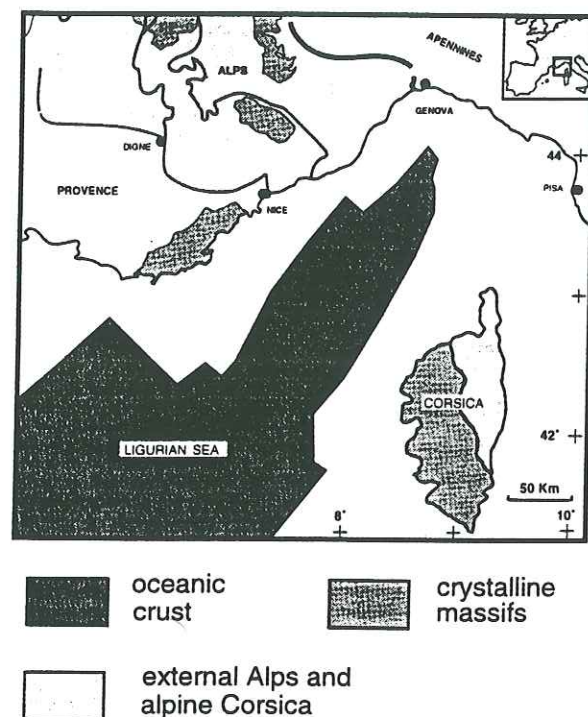 APENNINES
ALPS
GENOVA
DIGNE
44
PROVENCE
PISA
NICE
CORSICA
42°
LIGURIAN SEA
50 Km
8°
10°
oceanic
crust
crystalline
massifs
external Alps and
alpine Corsica